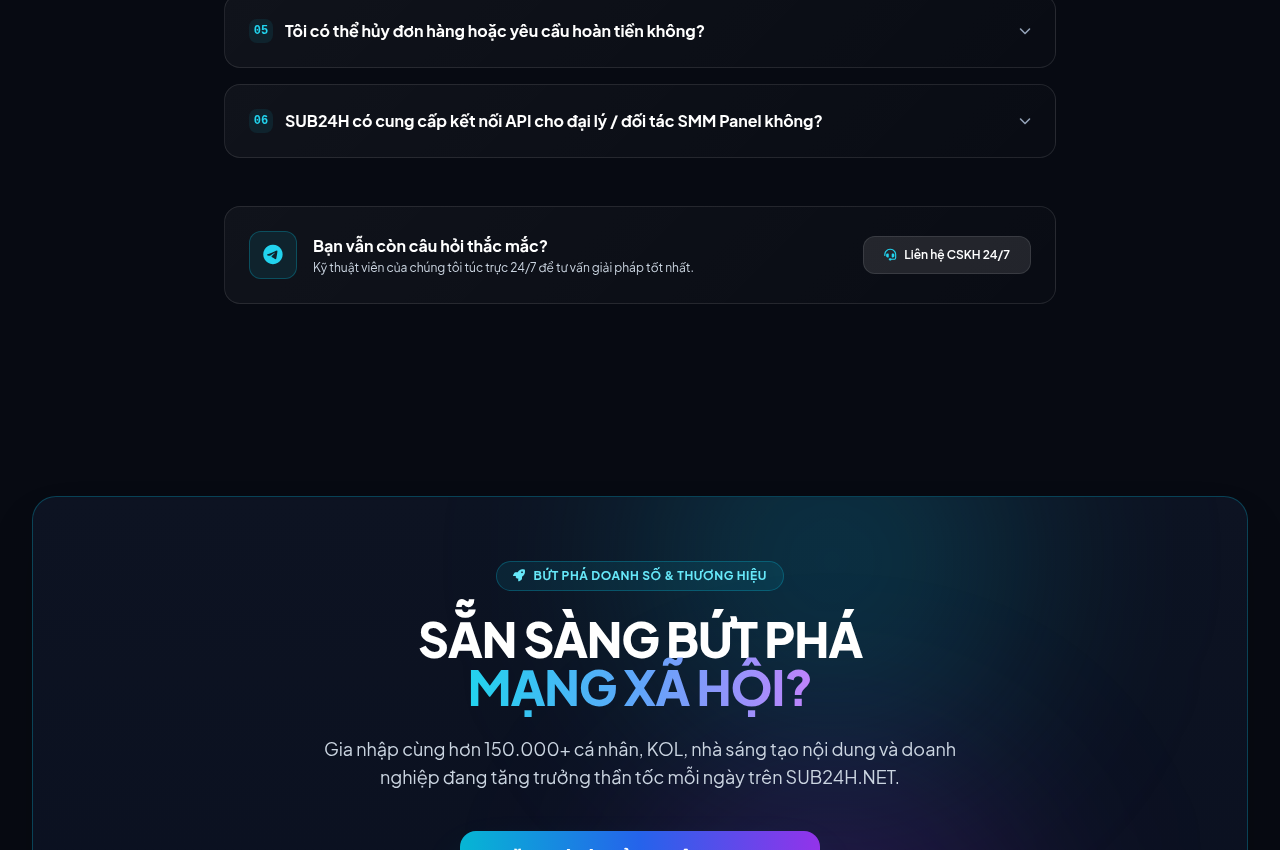 05 Tôi có thể hủy đơn hàng hoặc yêu cầu hoàn tiền không?
06 SUB24H có cung cấp kết nối API cho đại lý / đối tác SMM Panel không?
Bạn vẫn còn câu hỏi thắc mắc?
Kỹ thuật viên của chúng tôi túc trực 24/7 để tư vấn giải pháp tốt nhất.
Liên hệ CSKH 24/7
BỨT PHÁ DOANH SỐ & THƯƠNG HIỆU
SẴN SÀNG BỨT PHÁ
MẠNG XÃ HỘI?
Gia nhập cùng hơn 150.000+ cá nhân, KOL, nhà sáng tạo nội dung và doanh
nghiệp đang tăng trưởng thần tốc mỗi ngày trên SUB24H.NET.